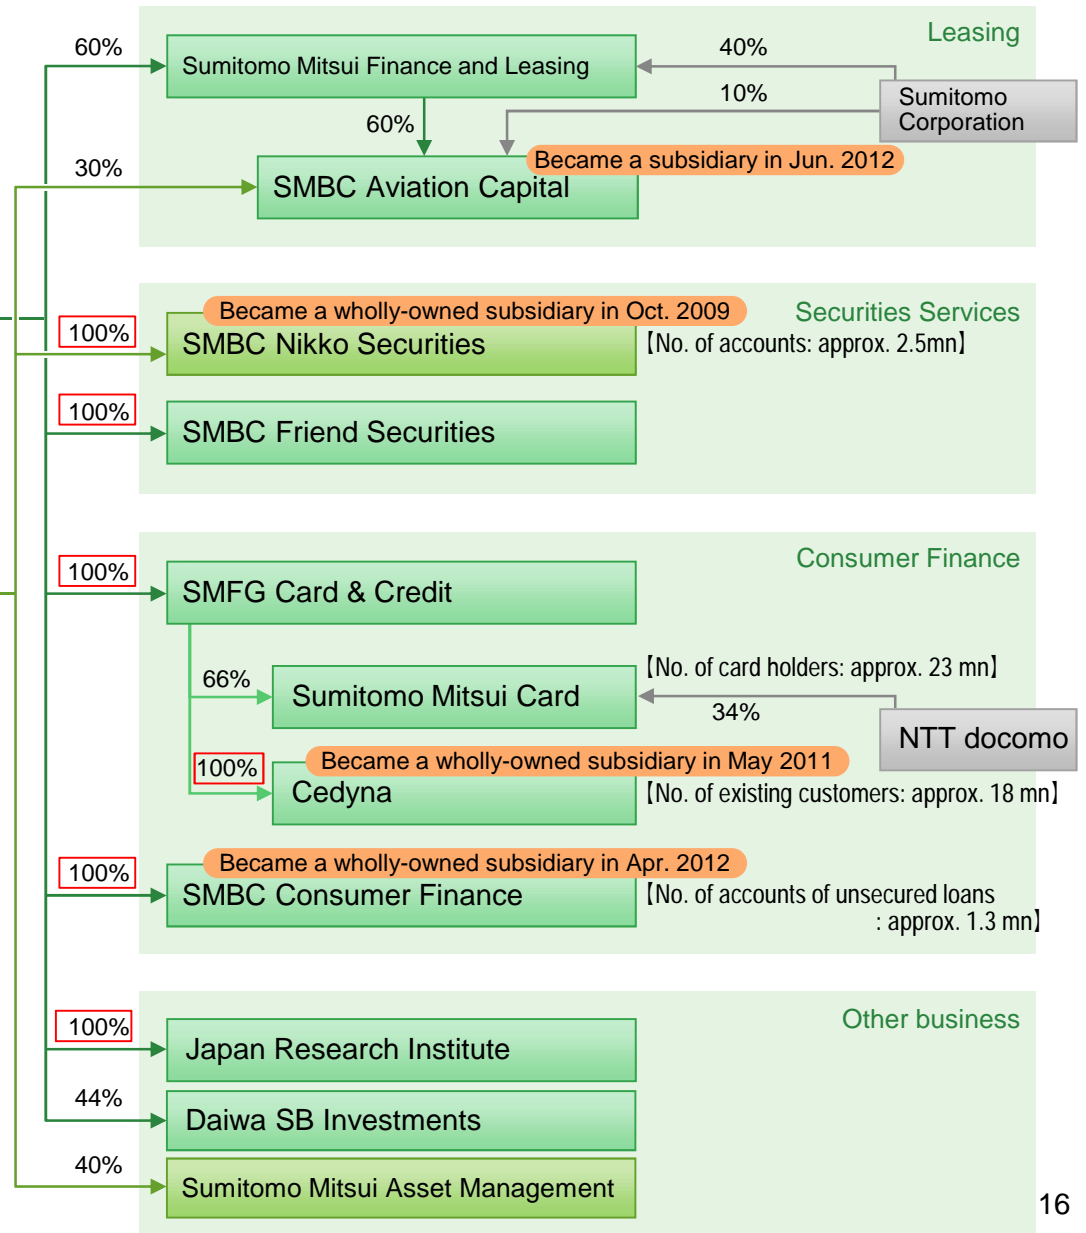 Leasing
60%
Sumitomo Mitsui Finance and Leasing
40%
10%
Sumitomo
Corporation
60%
Became a subsidiary in Jun. 2012
30%
SMBC Aviation Capital
Became a wholly-owned subsidiary in Oct. 2009
Securities Services
100%
SMBC Nikko Securities
【No. of accounts: approx. 2.5mn】
100%
SMBC Friend Securities
Consumer Finance
100%
SMFG Card & Credit
【No. of card holders: approx. 23 mn】
66%
Sumitomo Mitsui Card
34%
NTT docomo
Became a wholly-owned subsidiary in May 2011
100%
Cedyna
【No. of existing customers: approx. 18 mn】
Became a wholly-owned subsidiary in Apr. 2012
100%
SMBC Consumer Finance
【No. of accounts of unsecured loans
: approx. 1.3 mn】
Other business
100%
Japan Research Institute
44%
Daiwa SB Investments
40%
Sumitomo Mitsui Asset Management
16